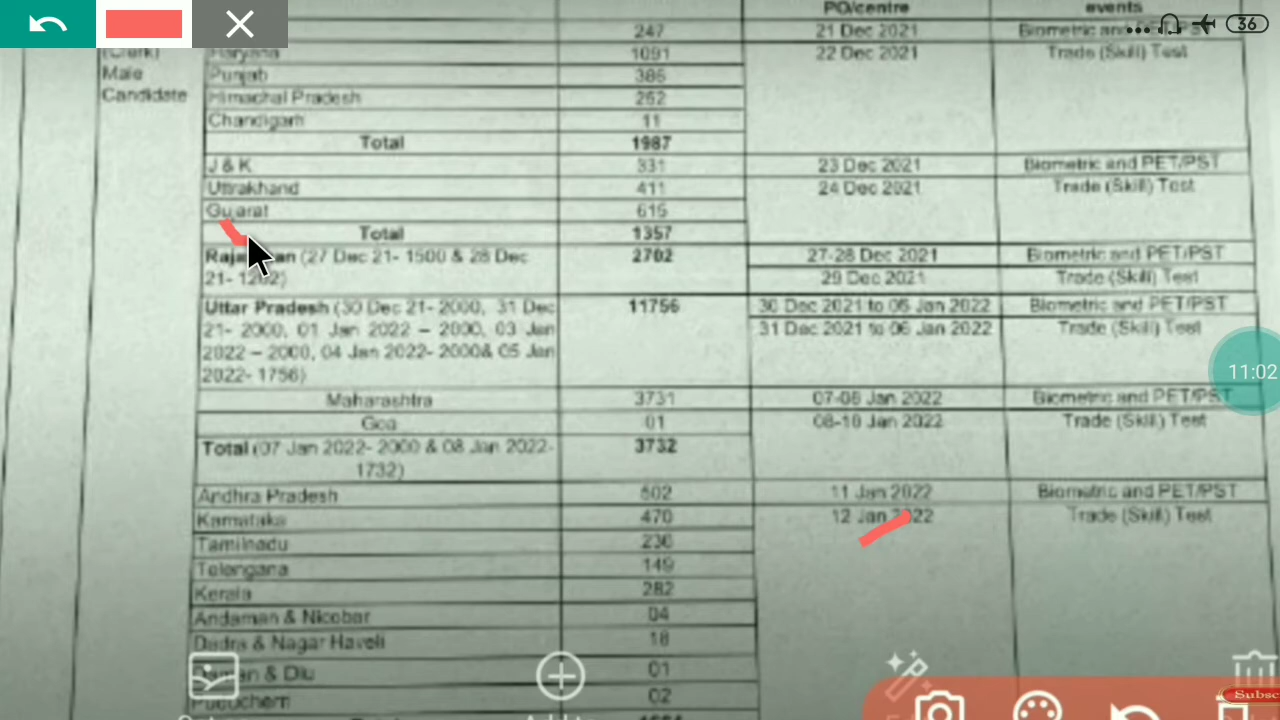 PO/centre events
247 21 Dec 2021 Biometric and PET/PS
36
(Clerk) Haryana 1091 22 Dec 2021 Trade (Skill) Test
Male Punjab 386
Candidate Himachal Pradesh 252
Chandigarh 11
Total 1987
J & K 331 23 Dec 2021 Biometric and PET/PST
Uttrakhand 411 24 Dec 2021 Trade (Skill) Test
Gujarat 615
Total 1357
(27 Dec 21- 1500 & 28 Dec 2702 27-28 Dec 2021 Biometric and PET/PST
29 Dec 2021 Trade (Skill) Test
Uttar Pradesh (30 Dec 21- 2000, 31 Dec 11756 30 Dec 2021 to 05 Jan 2022 Biometric and PET/PST
21- 2000, 01 Jan 2022 – 2000, 03 Jan 31 Dec 2021 to 06 Jan 2022 Trade (Skill) Test
2022 – 2000, 04 Jan 2022- 2000& 05 Jan
2022- 1756)
11:02
Maharashtra 3731 07-08 Jan 2022 Biometric and PET/PST
Goa 01 08-10 Jan 2022 Trade (Skill) Test
Total (07 Jan 2022- 2000 & 08 Jan 2022- 3732
1732)
Andhra Pradesh 502 11 Jan 2022 Biometric and PET/PST
Karnataka 470 12 Jan 2022 Trade (Skill) Test
Tamilnadu 236
Telangana 149
Kerala 282
Andaman & Nicobar 04
Dadra & Nagar Haveli 18
& Diu 01
02
Subsc